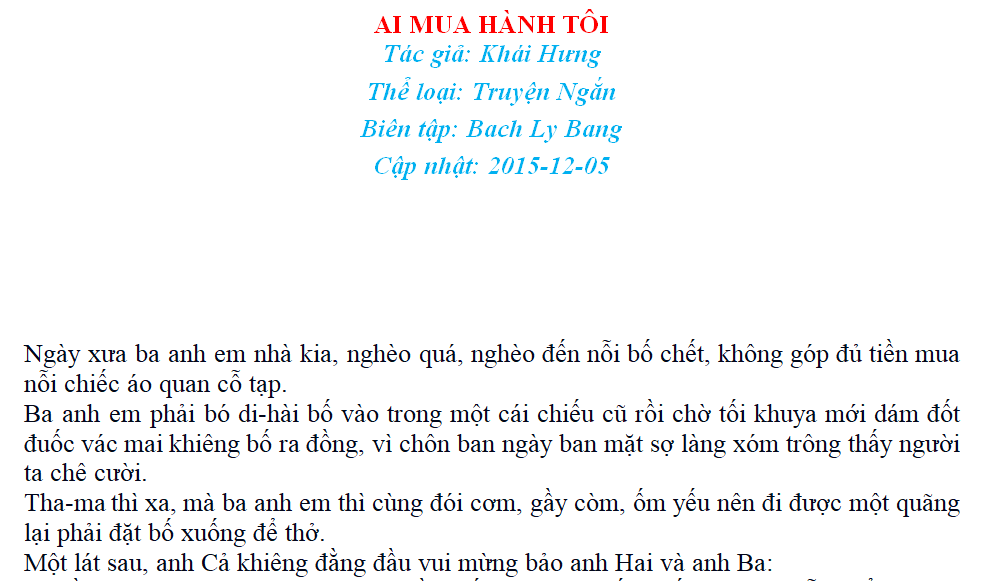 AI MUA HÀNH TÔI
Tác giả: Khái Hưng
Thể loại: Truyện Ngắn
Biên tập: Bach Ly Bang
Cập nhật: 2015-12-05
Ngày xưa ba anh em nhà kia, nghèo quá, nghèo đến nỗi bố chết, không góp đủ tiền mua
nỗi chiếc áo quan cỗ tạp.
Ba anh em phải bó di-hài bố vào trong một cái chiếu cũ rồi chờ tối khuya mới dám đốt
đuốc vác mai khiêng bố ra đồng, vì chôn ban ngày ban mặt sợ làng xóm trông thấy người
ta chê cười.
Tha-ma thì xa, mà ba anh em thì cùng đói cơm, gầy còm, ốm yếu nên đi được một quãng
lại phải đặt bố xuống để thở.
Một lát sau, anh Cả khiêng đằng đầu vui mừng bảo anh Hai và anh Ba: